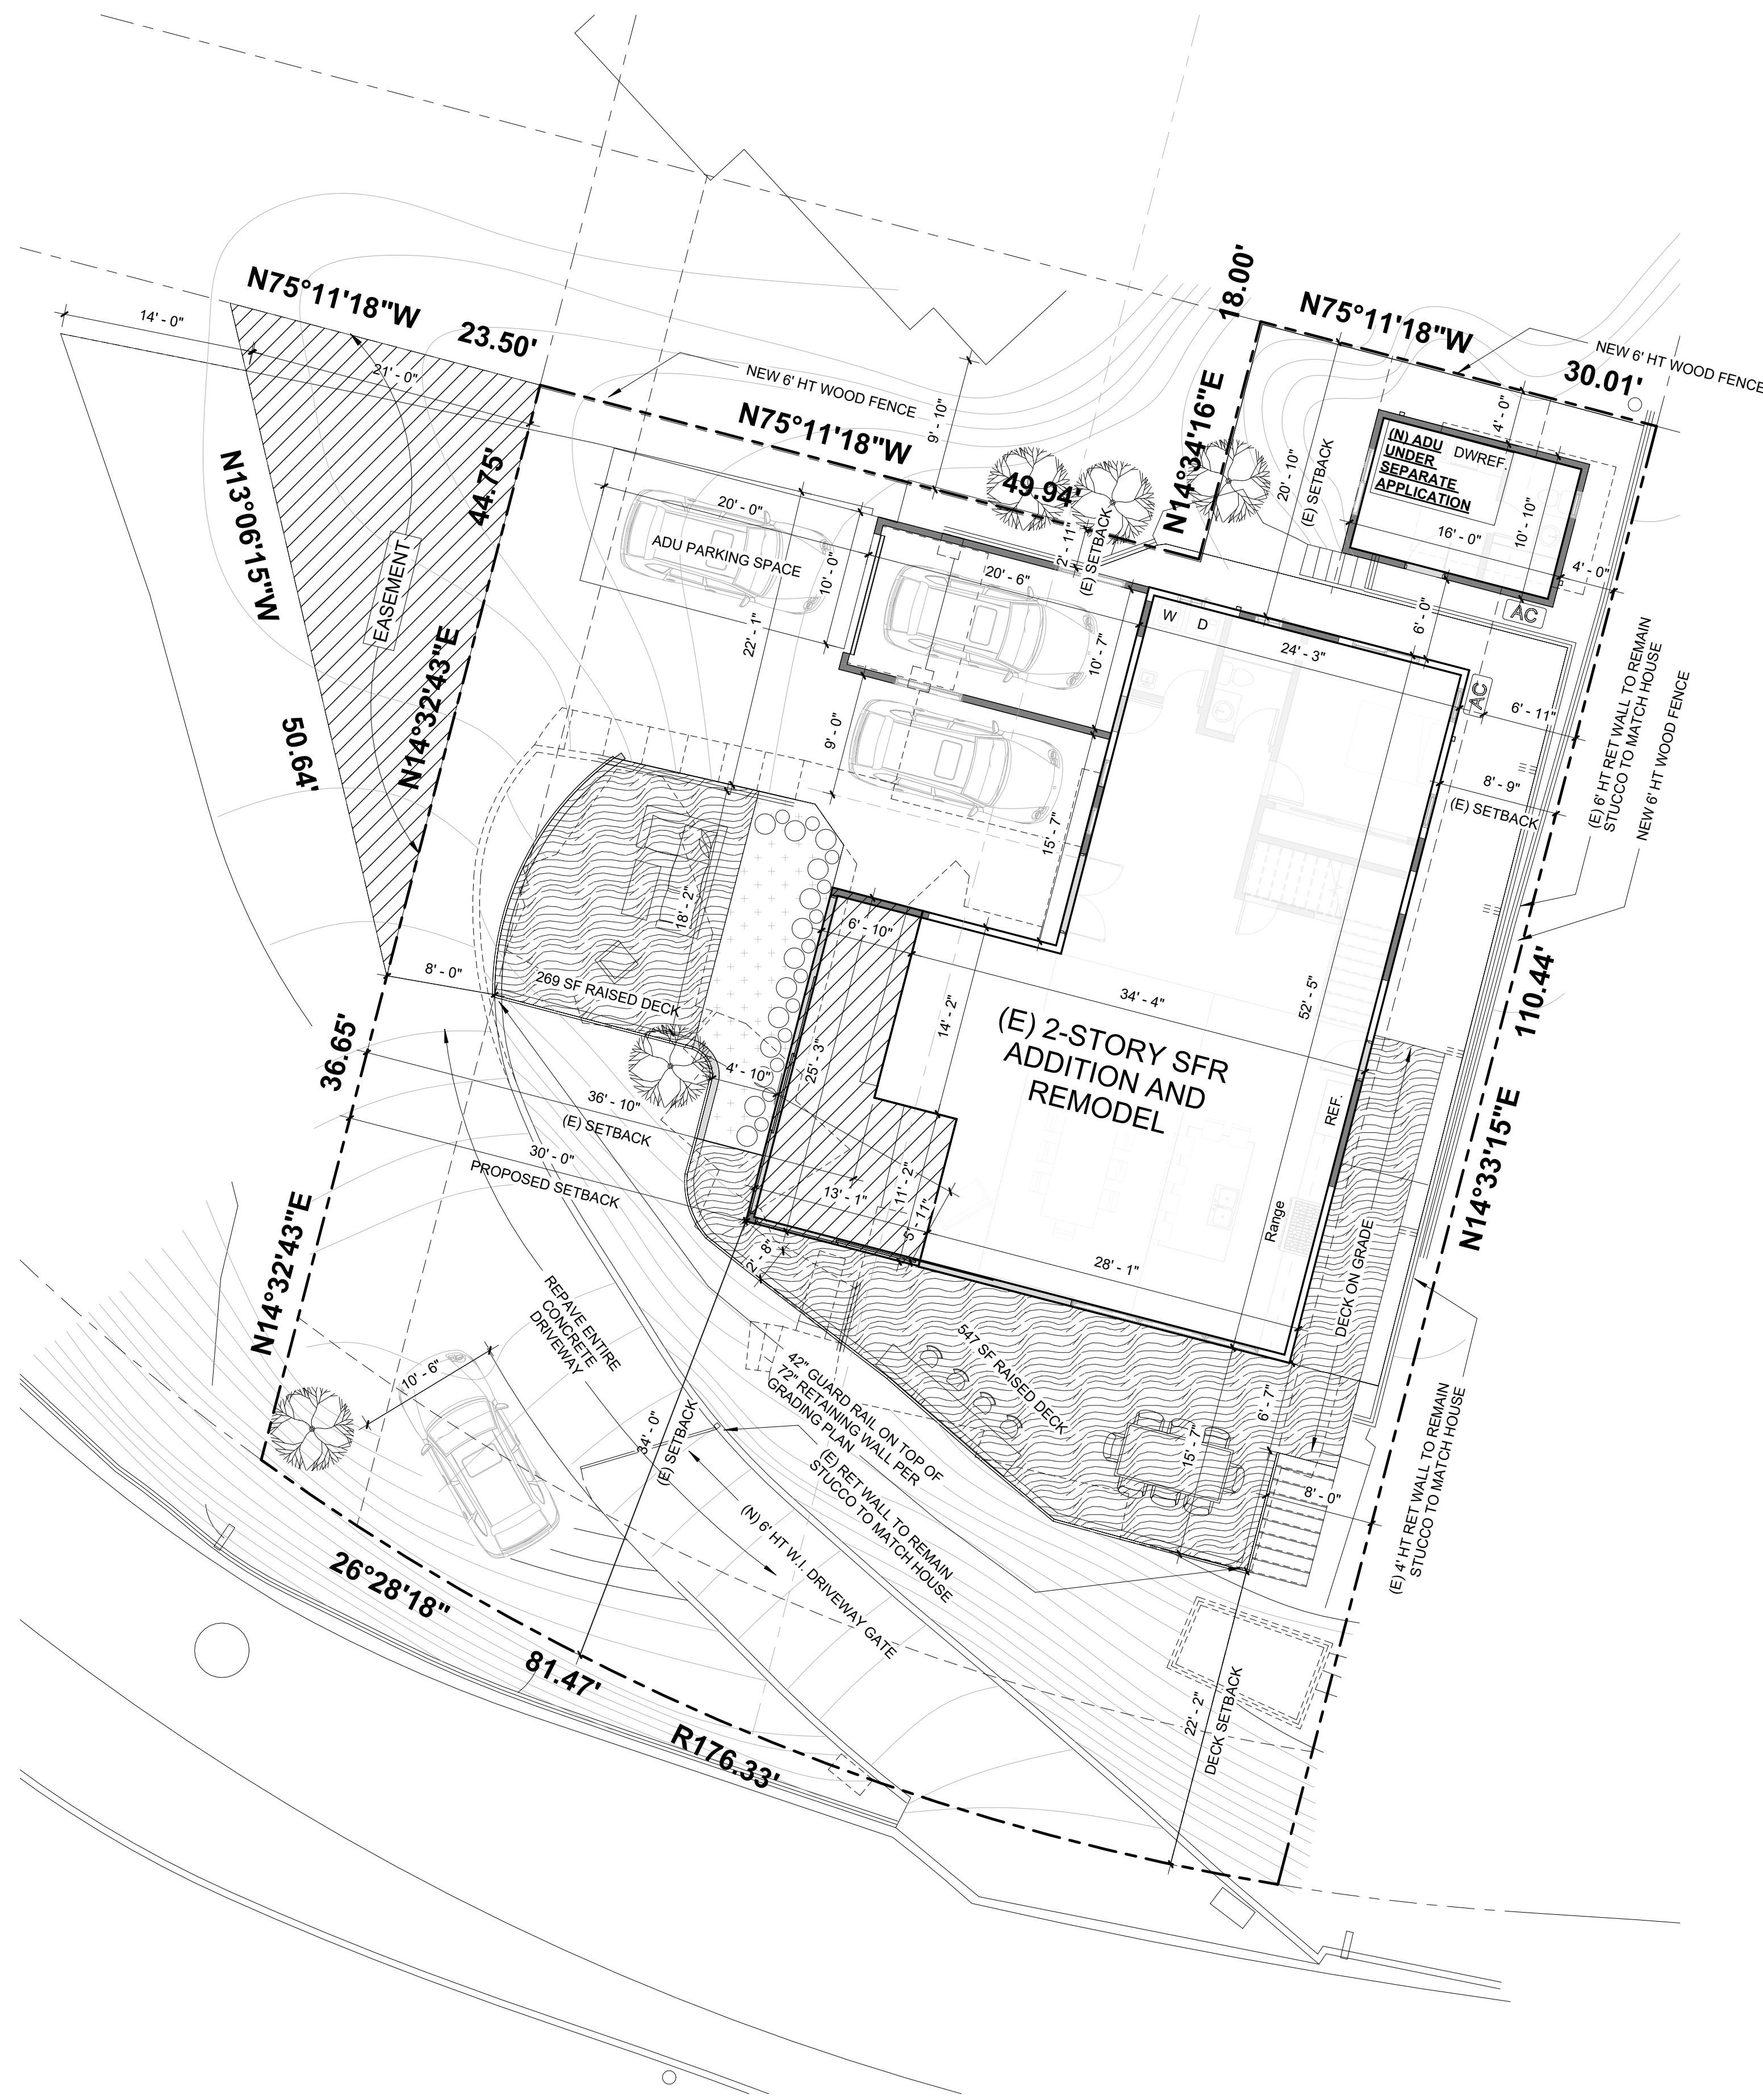 18.00'
N75°11'18"W
N75°11'18"W
23.50'
14' - 0"
21' - 0"
NEW 6' HT WOOD FENCE
30.01'
NEW 6' HT WOOD FENCE
N75°11'18"W
9' - 10"
N14°34'16"E
49.94'
20' - 10"
(E) SETBACK
4' - 0"
(N) ADU
UNDER
SEPARATE
APPLICATION
DW
REF.
16' - 0"
10' - 10"
4' - 0"
AC
44.75'
N13°06'15"W
EASEMENT
20' - 0"
ADU PARKING SPACE
10' - 0"
20' - 6"
2' - 11"
(E) SETBACK
22' - 1"
W
D
24' - 3"
6' - 0"
10' - 7"
AC
6' - 11"
(E) 6' HT RET WALL TO REMAIN
STUCCO TO MATCH HOUSE
NEW 6' HT WOOD FENCE
N14°32'43"E
50.64'
9' - 0"
8' - 9"
(E) SETBACK
15' - 7"
18' - 2"
6' - 10"
269 SF RAISED DECK
8' - 0"
34' - 4"
52' - 5"
14' - 2"
110.44'
(E) 2-STORY SFR
ADDITION AND
REMODEL
36.65'
4' - 10"
25' - 3"
36' - 10"
(E) SETBACK
30' - 0"
PROPOSED SETBACK
REF.
N14°33'15"E
13' - 1"
11' - 2"
5' - 11"
Range
N14°32'43"E
2' - 8"
28' - 1"
DECK ON GRADE
REPAVE ENTIRE
CONCRETE
DRIVEWAY
547 SF RAISED DECK
10' - 6"
42" GUARD RAIL ON TOP OF
72" RETAINING WALL PER
GRADING PLAN
6' - 7"
15' - 7"
8' - 0"
34' - 0"
(E) SETBACK
(E) RET WALL TO REMAIN
STUCCO TO MATCH HOUSE
(E) 4' HT RET WALL TO REMAIN
STUCCO TO MATCH HOUSE
(N) 6' HT W.I. DRIVEWAY GATE
26°28'18"
81.47'
R176.33'
22' - 2"
DECK SETBACK